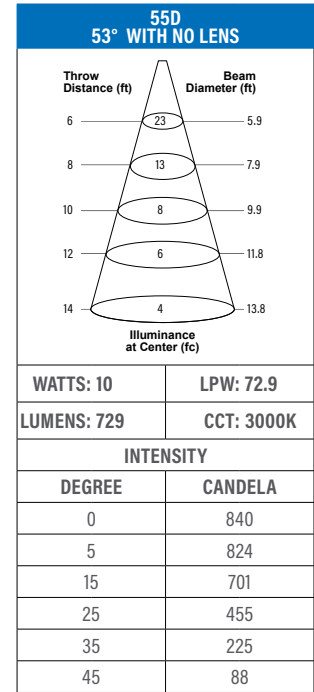 55D
53° WITH NO LENS
Throw Distance (ft) Beam Diameter (ft)
6 23 5.9
8 13 7.9
10 8 9.9
12 6 11.8
14 4 13.8
Illuminance
at Center (fc)
WATTS: 10 LPW: 72.9
LUMENS: 729 CCT: 3000K
INTENSITY
DEGREE CANDELA
0 840
5 824
15 701
25 455
35 225
45 88